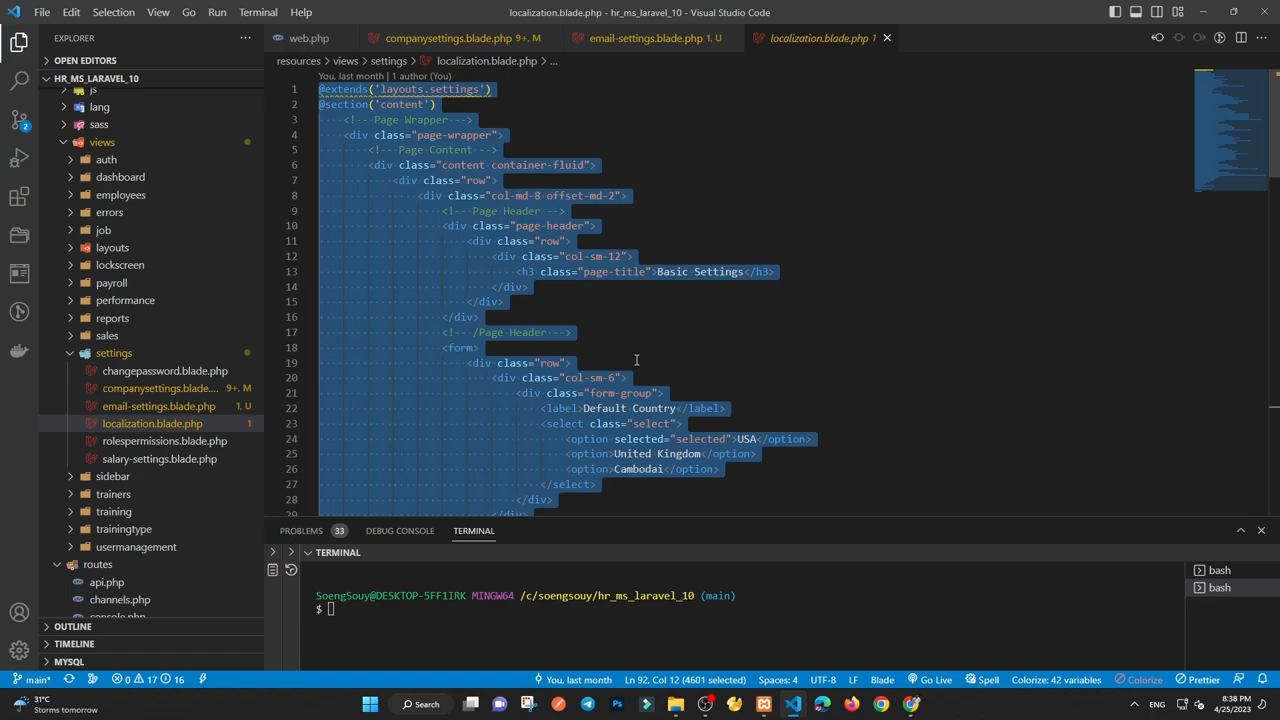 File Edit Selection View Go Run Terminal Help
localization.blade.php - hr_ms_laravel_10 - Visual Studio Code
EXPLORER
OPEN EDITORS
HR_MS_LARAVEL_10
js
lang
sass
views
auth
dashboard
employees
errors
job
layouts
lockscreen
payroll
performance
reports
sales
settings
changepassword.blade.php
companysettings.blade.... 9+, M
email-settings.blade.php 1, U
localization.blade.php 1
rolespermissions.blade.php
salary-settings.blade.php
sidebar
trainers
training
trainingtype
usermanagement
routes
api.php
channels.php
console.php
OUTLINE
TIMELINE
MYSQL
web.php
companysettings.blade.php 9+, M
email-settings.blade.php 1, U
localization.blade.php 1
resources > views > settings > localization.blade.php > ...
You, last month | 1 author (You)
1 @extends('layouts.settings')
2 @section('content')
3 <!-- Page Wrapper -->
4 <div class="page-wrapper">
5 <!-- Page Content -->
6 <div class="content container-fluid">
7 <div class="row">
8 <div class="col-md-8 offset-md-2">
9 <!-- Page Header -->
10 <div class="page-header">
11 <div class="row">
12 <div class="col-sm-12">
13 <h3 class="page-title">Basic Settings</h3>
14 </div>
15 </div>
16 </div>
17 <!-- /Page Header -->
18 <form>
19 <div class="row">
20 <div class="col-sm-6">
21 <div class="form-group">
22 <label>Default Country</label>
23 <select class="select">
24 <option selected="selected">USA</option>
25 <option>United Kingdom</option>
26 <option>Cambodai</option>
27 </select>
28 </div>
29 </div>
PROBLEMS 33 DEBUG CONSOLE TERMINAL
TERMINAL
SoengSouy@DESKTOP-5FF1IRK MINGW64 /c/soengsouy/hr_ms_laravel_10 (main)
$
bash
bash
2
main* 0 17 16
You, last month Ln 92, Col 12 (4601 selected) Spaces: 4 UTF-8 LF Blade Go Live Spell Colorize: 42 variables Colorize Prettier
31°C
Storms tomorrow
Search
ENG
8:38 PM
4/25/2023